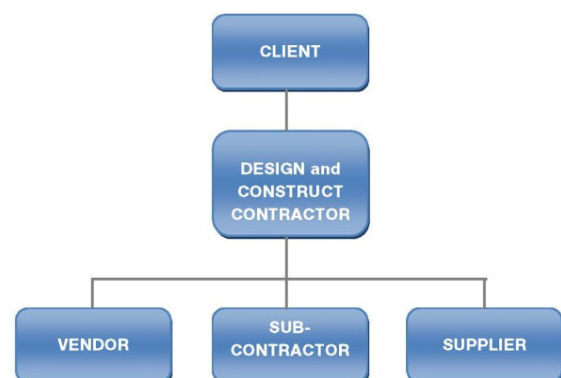 CLIENT
DESIGN and
CONSTRUCT
CONTRACTOR
VENDOR
SUB-
CONTRACTOR
SUPPLIER